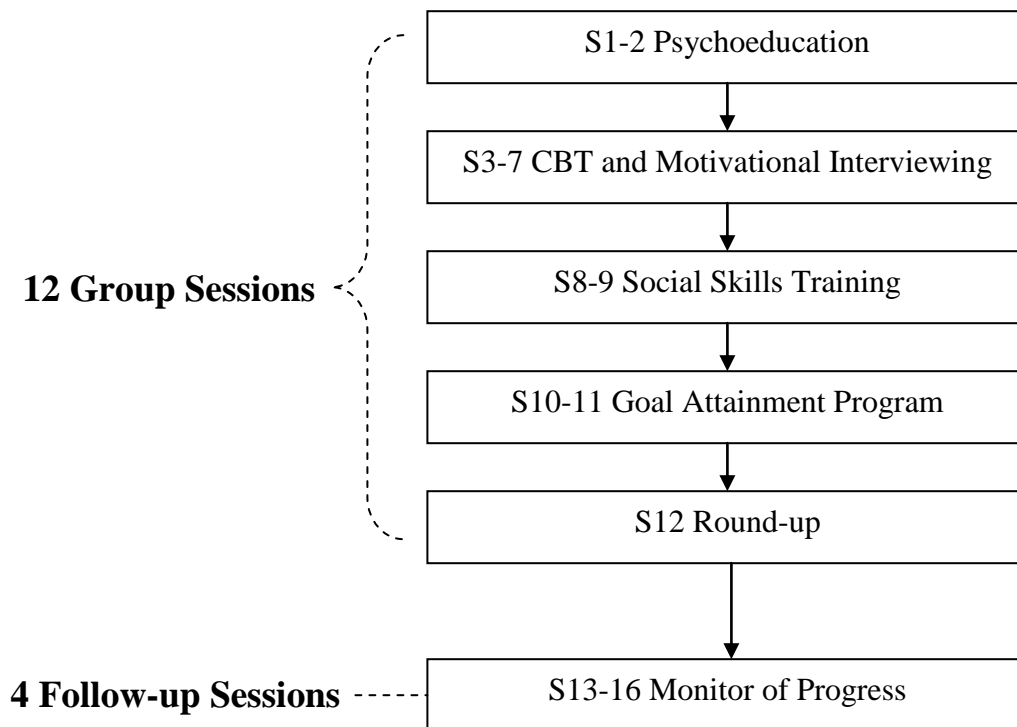 S1-2 Psychoeducation
S3-7 CBT and Motivational Interviewing
12 Group Sessions
S8-9 Social Skills Training
S10-11 Goal Attainment Program
S12 Round-up
4 Follow-up Sessions
S13-16 Monitor of Progress